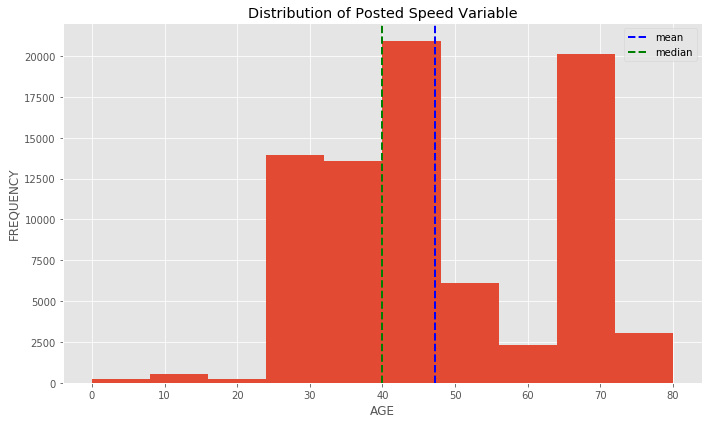 Distribution of Posted Speed Variable
mean
median
FREQUENCY
20000
17500
15000
12500
10000
7500
5000
2500
0
0 10 20 30 40 50 60 70 80
AGE